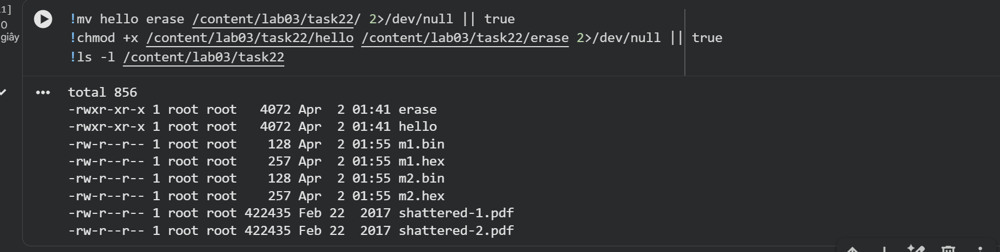 1]
0
giây
!mv hello erase /content/lab03/task22/ 2>/dev/null || true
!chmod +x /content/lab03/task22/hello /content/lab03/task22/erase 2>/dev/null || true
!ls -l /content/lab03/task22
total 856
-rwxr-xr-x 1 root root   4072 Apr  2 01:41 erase
-rwxr-xr-x 1 root root   4072 Apr  2 01:41 hello
-rw-r--r-- 1 root root    128 Apr  2 01:55 m1.bin
-rw-r--r-- 1 root root    257 Apr  2 01:55 m1.hex
-rw-r--r-- 1 root root    128 Apr  2 01:55 m2.bin
-rw-r--r-- 1 root root    257 Apr  2 01:55 m2.hex
-rw-r--r-- 1 root root 422435 Feb 22  2017 shattered-1.pdf
-rw-r--r-- 1 root root 422435 Feb 22  2017 shattered-2.pdf